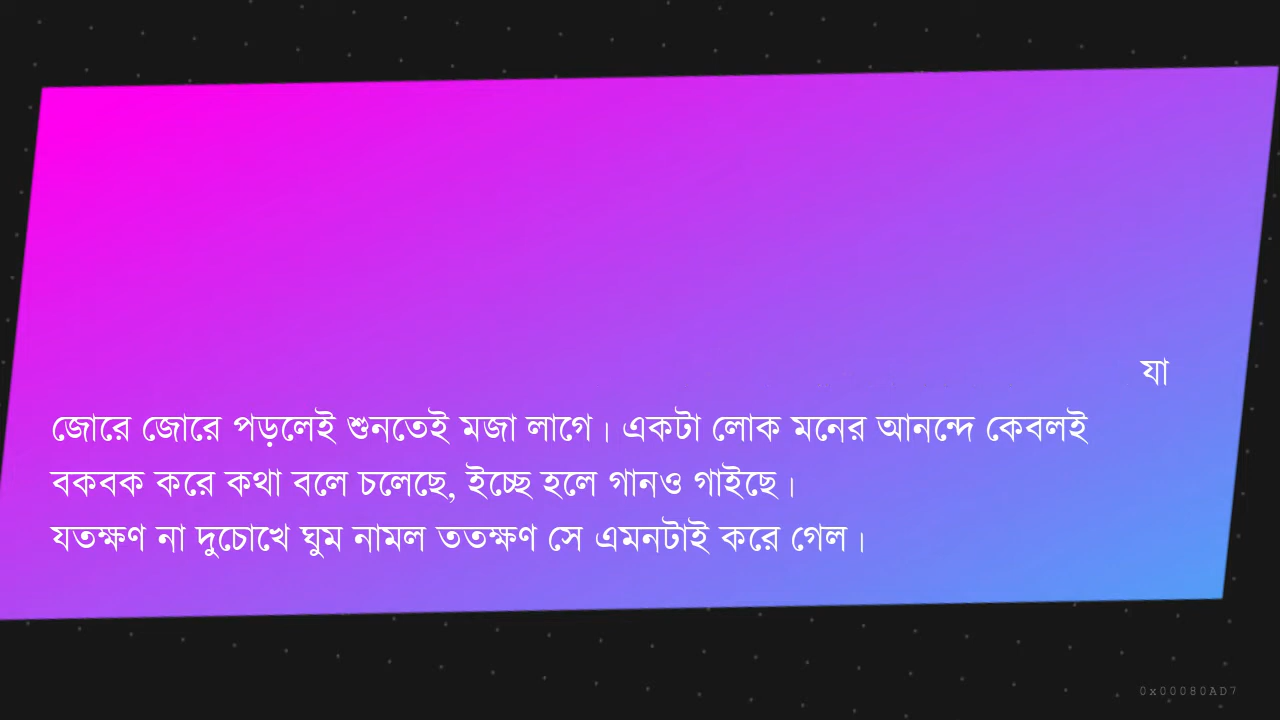 যা
জোরে জোরে পড়লেই শুনতেই মজা লাগে। একটা লোক মনের আনন্দে কেবলই
বকবক করে কথা বলে চলেছে, ইচ্ছে হলে গানও গাইছে।
যতক্ষণ না দুচোখে ঘুম নামল ততক্ষণ সে এমনটাই করে গেল।
0x00080AD7